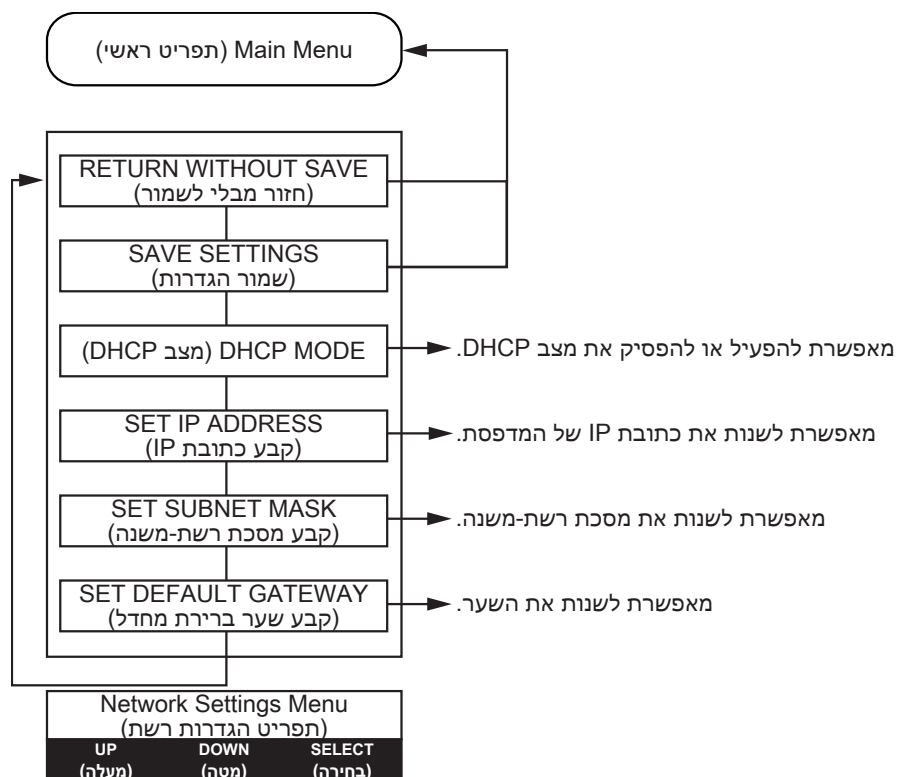 Main Menu (תפריט ראשי)
RETURN WITHOUT SAVE
(חזור מבלי לשמור)
SAVE SETTINGS
(שמור הגדרות)
DHCP MODE (מצב DHCP)
מאפשרת להפעיל או להפסיק את מצב DHCP.
SET IP ADDRESS
(קבע כתובת IP)
מאפשרת לשנות את כתובת IP של המדפסת.
SET SUBNET MASK
(קבע מסכת רשת-משנה)
מאפשרת לשנות את מסכת רשת-משנה.
SET DEFAULT GATEWAY
(קבע שער ברירת מחדל)
מאפשרת לשנות את השער.
Network Settings Menu
(תפריט הגדרות רשת)
UP DOWN SELECT
(מעלה) (מטה) (בחירה)